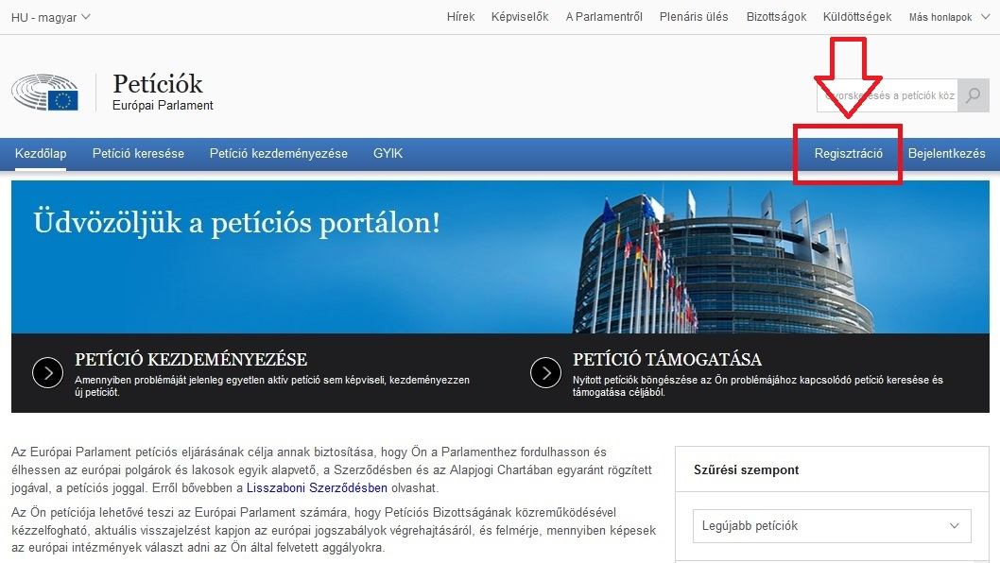 HU - magyar
Hírek Képviselők A Parlamentről Plenáris ülés Bizottságok Küldöttségek Más honlapok
Petíciók
Európai Parlament
Gyorskeresés a petíciók köz
Kezdőlap Petíció keresése Petíció kezdeményezése GYIK Regisztráció Bejelentkezés
Üdvözöljük a petíciós portálon!
PETÍCIÓ KEZDEMÉNYEZÉSE
Amennyiben problémáját jelenleg egyetlen aktív petíció sem képviseli, kezdeményezzen
új petíciót.
PETÍCIÓ TÁMOGATÁSA
Nyitott petíciók böngészése az Ön problémájához kapcsolódó petíció keresése és
támogatása céljából.
Az Európai Parlament petíciós eljárásának célja annak biztosítása, hogy Ön a Parlamenthez fordulhasson és
élhessen az európai polgárok és lakosok egyik alapvető, a Szerződésben és az Alapjogi Chartában egyaránt rögzített
jogával, a petíciós joggal. Erről bővebben a Lisszaboni Szerződésben olvashat.
Az Ön petíciója lehetővé teszi az Európai Parlament számára, hogy Petíciós Bizottságának közreműködésével
kézzelfogható, aktuális visszajelzést kapjon az európai jogszabályok végrehajtásáról, és felmérje, mennyiben képesek
az európai intézmények választ adni az Ön által felvetett aggályokra.
Szűrési szempont
Legújabb petíciók